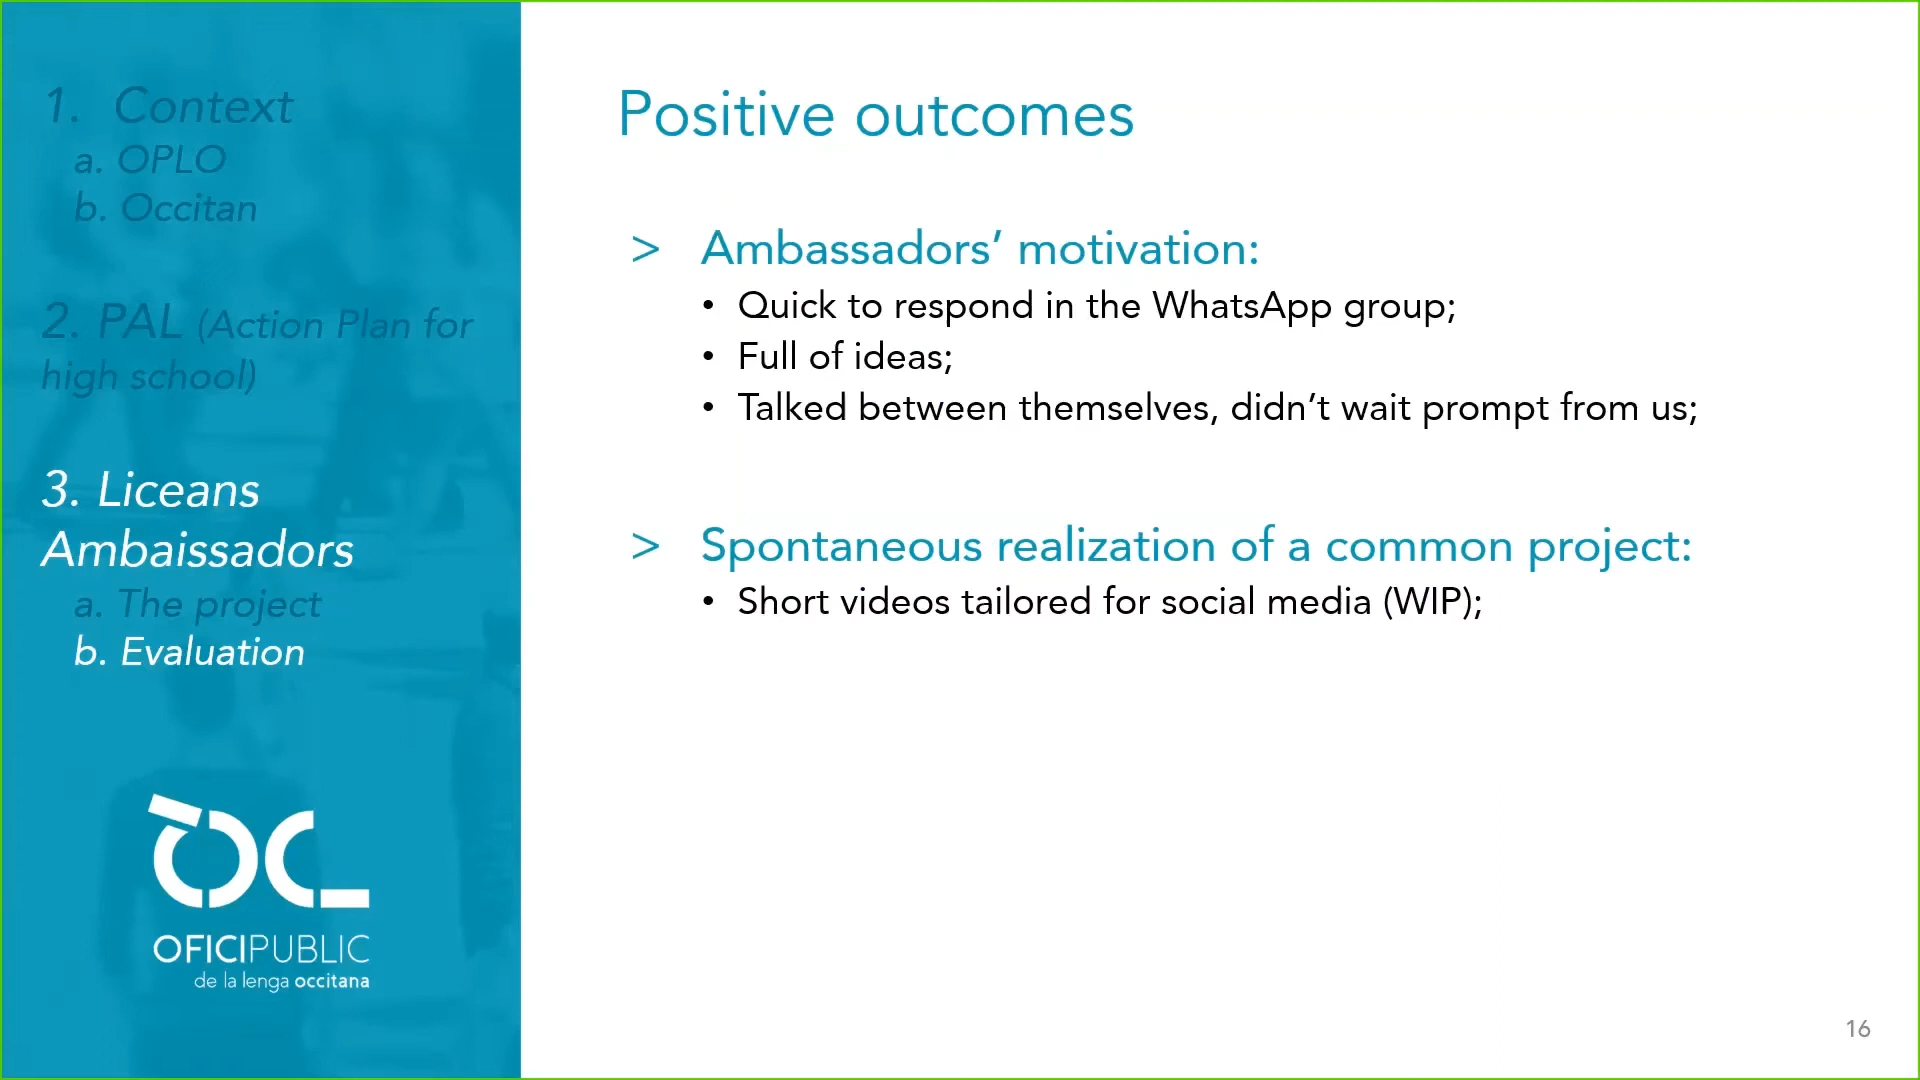 1. Context
a. OPLO
b. Occitan
2. PAL (Action Plan for
high school)
3. Liceans
Ambaissadors
a. The project
b. Evaluation
ÒC_
OFICIPUBLIC
de la lenga occitana
Positive outcomes
> Ambassadors’ motivation:
• Quick to respond in the WhatsApp group;
• Full of ideas;
• Talked between themselves, didn’t wait prompt from us;
> Spontaneous realization of a common project:
• Short videos tailored for social media (WIP);
16